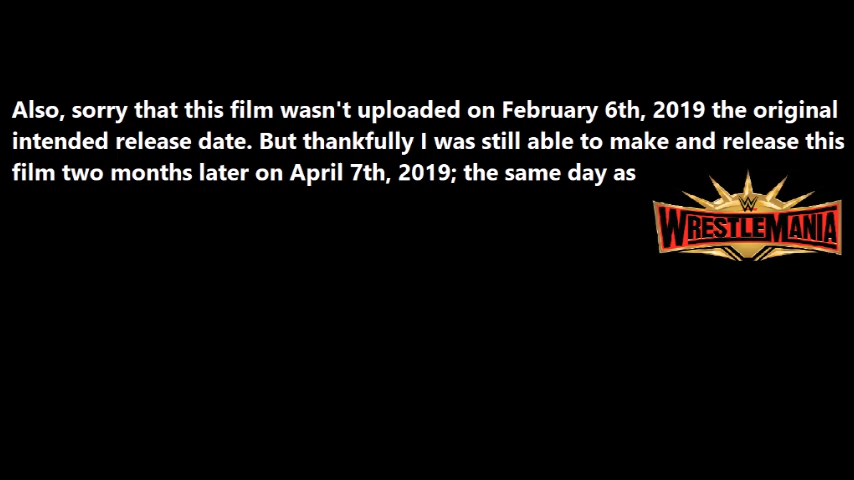 Also, sorry that this film wasn't uploaded on February 6th, 2019 the original
intended release date. But thankfully I was still able to make and release this
film two months later on April 7th, 2019; the same day as
W
WRESTLEMANIA